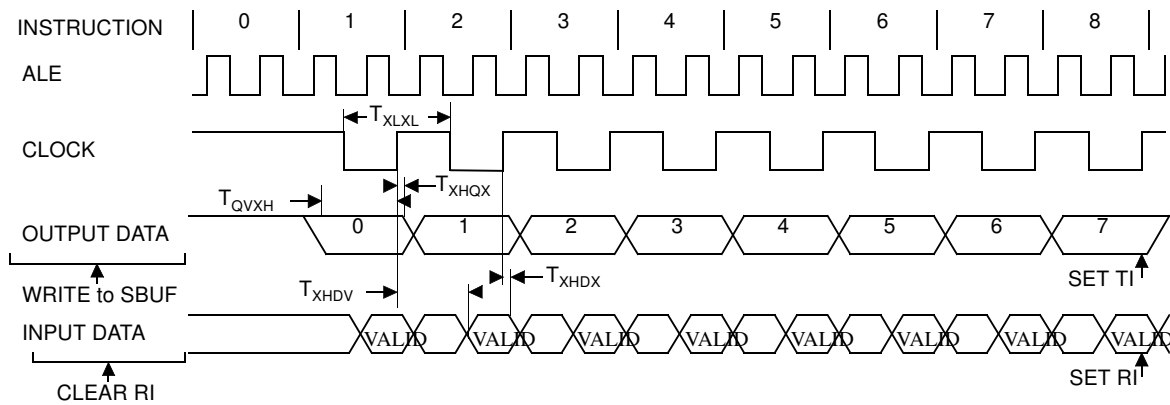 INSTRUCTION 0 1 2 3 4 5 6 7 8
ALE
TXLXL
CLOCK
TXHQX
TQVXH
OUTPUT DATA 0 1 2 3 4 5 6 7
WRITE to SBUF TXHDV TXHDX SET TI
INPUT DATA VALID VALID VALID VALID VALID VALID VALID VALID
CLEAR RI SET RI